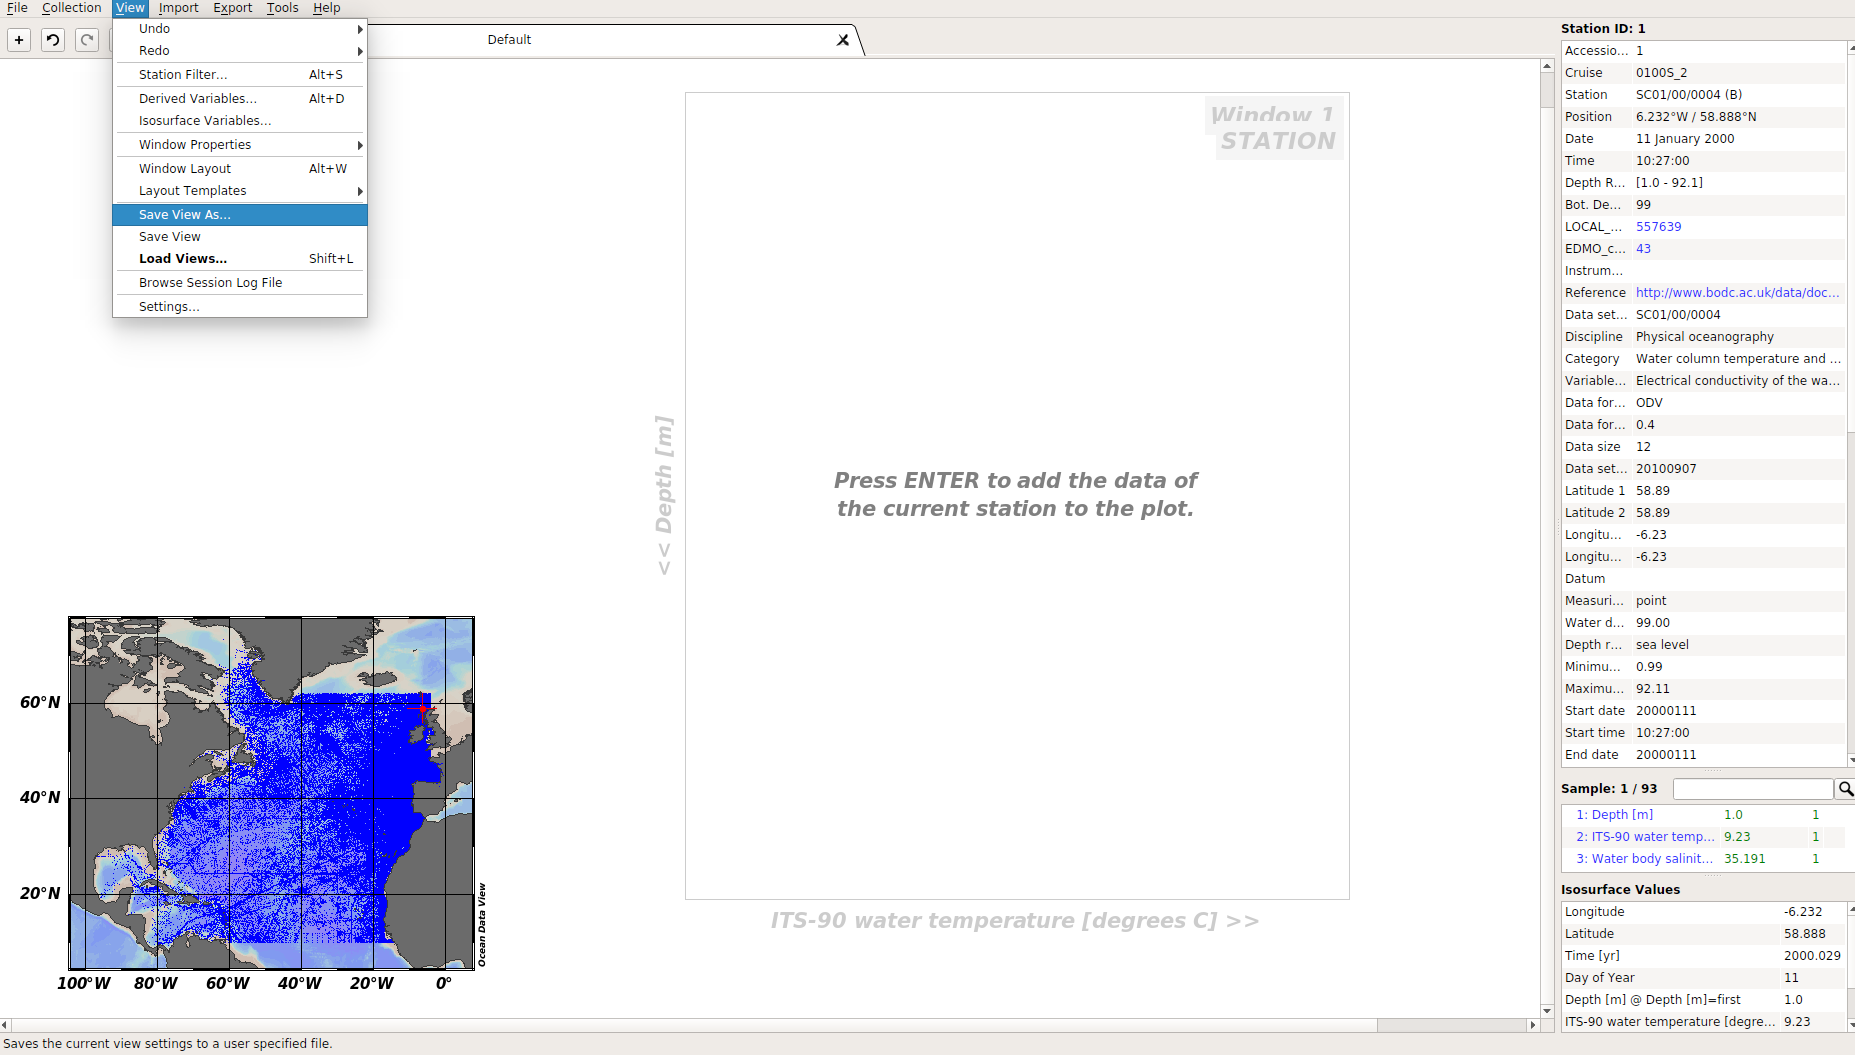 File Collection View Import Export Tools Help
Undo
Redo
Station Filter... Alt+S
Derived Variables... Alt+D
Isosurface Variables...
Window Properties
Window Layout Alt+W
Layout Templates
Save View As...
Save View
Load Views... Shift+L
Browse Session Log File
Settings...
Default
Window 1
STATION
<< Depth [m]
Press ENTER to add the data of
the current station to the plot.
ITS-90 water temperature [degrees C] >>
60°N
40°N
20°N
100°W 80°W 60°W 40°W 20°W 0°
Ocean Data View
Station ID: 1
Accessio... 1
Cruise 0100S_2
Station SC01/00/0004 (B)
Position 6.232°W / 58.888°N
Date 11 January 2000
Time 10:27:00
Depth R... [1.0 - 92.1]
Bot. De... 99
LOCAL_... 557639
EDMO_c... 43
Instrum...
Reference http://www.bodc.ac.uk/data/doc...
Data set... SC01/00/0004
Discipline Physical oceanography
Category Water column temperature and ...
Variable... Electrical conductivity of the wa...
Data for... ODV
Data for... 0.4
Data size 12
Data set... 20100907
Latitude 1 58.89
Latitude 2 58.89
Longitu... -6.23
Longitu... -6.23
Datum
Measuri... point
Water d... 99.00
Depth r... sea level
Minimu... 0.99
Maximu... 92.11
Start date 20000111
Start time 10:27:00
End date 20000111
Sample: 1 / 93
1: Depth [m] 1.0 1
2: ITS-90 water temp... 9.23 1
3: Water body salinit... 35.191 1
Isosurface Values
Longitude -6.232
Latitude 58.888
Time [yr] 2000.029
Day of Year 11
Depth [m] @ Depth [m]=first 1.0
ITS-90 water temperature [degre... 9.23
Saves the current view settings to a user specified file.